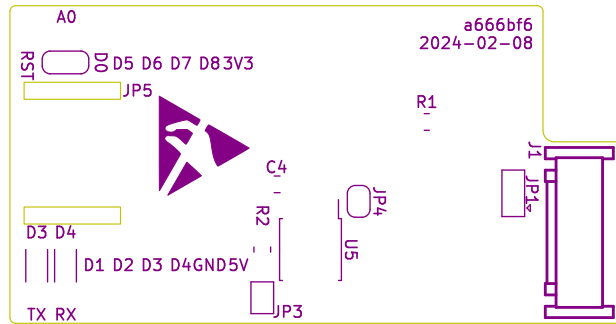 A0
a666bf6
2024-02-08
RST
D0
D5 D6 D7 D8 3V3
JP5
R1
J1
C4
JP1
JP4
R2
D3 D4
U5
D1 D2 D3 D4 GND 5V
JP3
TX RX